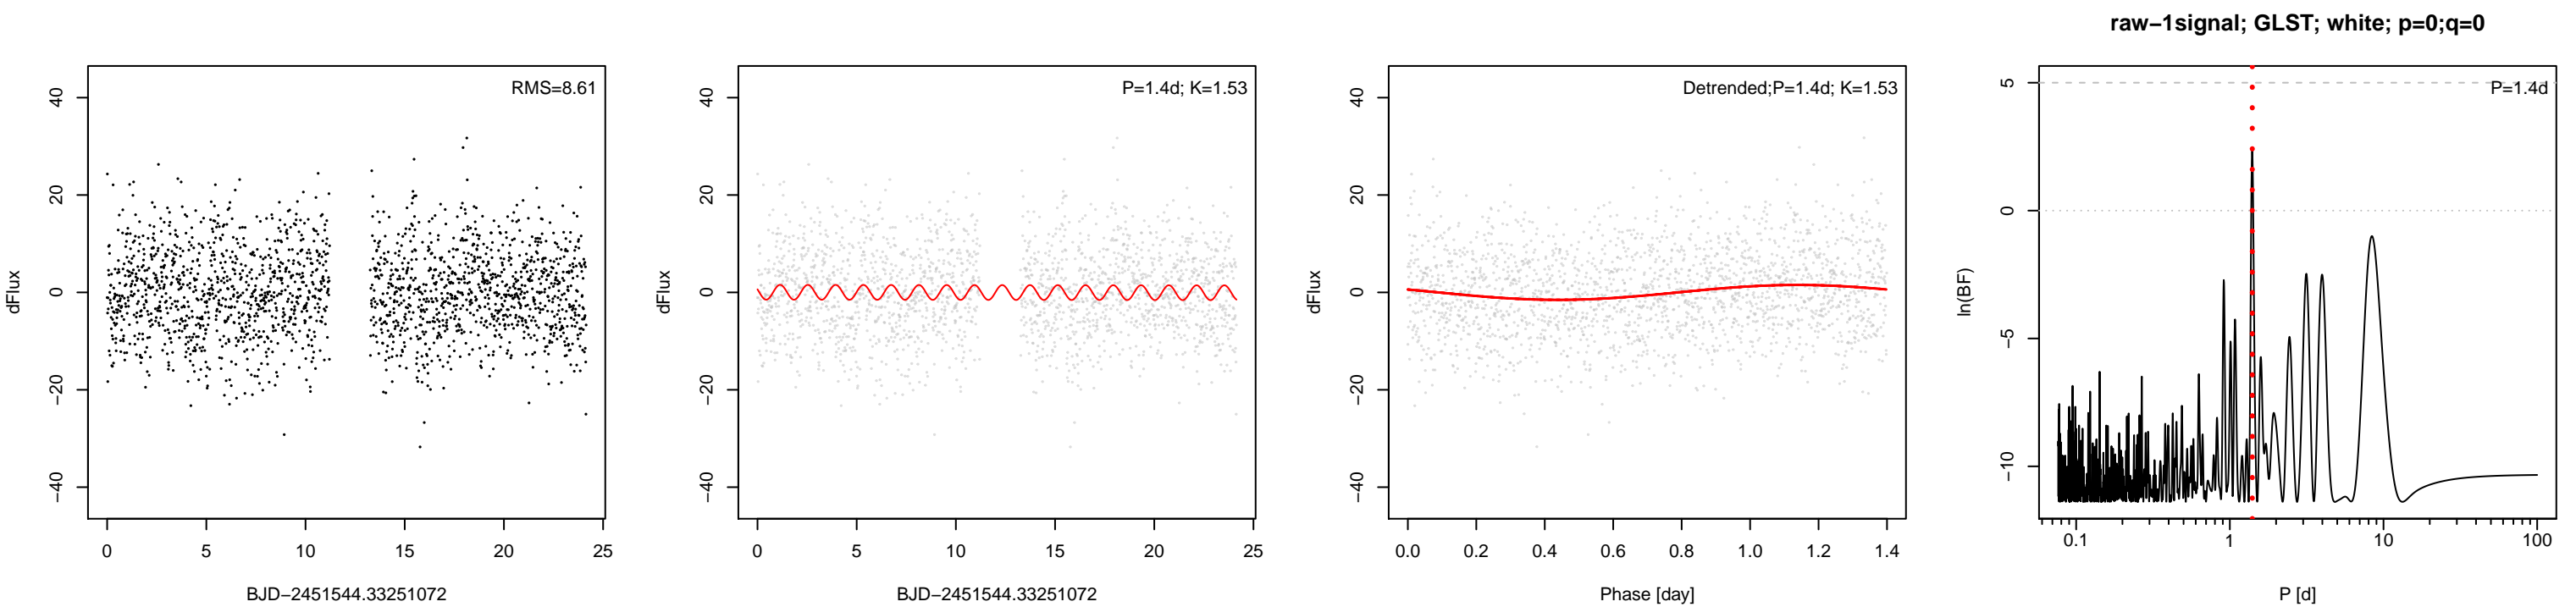 raw−1signal; GLST; white; p=0;q=0
RMS=8.61
dFlux
40
20
0
−20
−40
0 5 10 15 20 25
BJD−2451544.33251072
P=1.4d; K=1.53
dFlux
40
20
0
−20
−40
0 5 10 15 20 25
BJD−2451544.33251072
Detrended;P=1.4d; K=1.53
dFlux
40
20
0
−20
−40
0.0 0.2 0.4 0.6 0.8 1.0 1.2 1.4
Phase [day]
P=1.4d
ln(BF)
5
0
−5
−10
0.1 1 10 100
P [d]